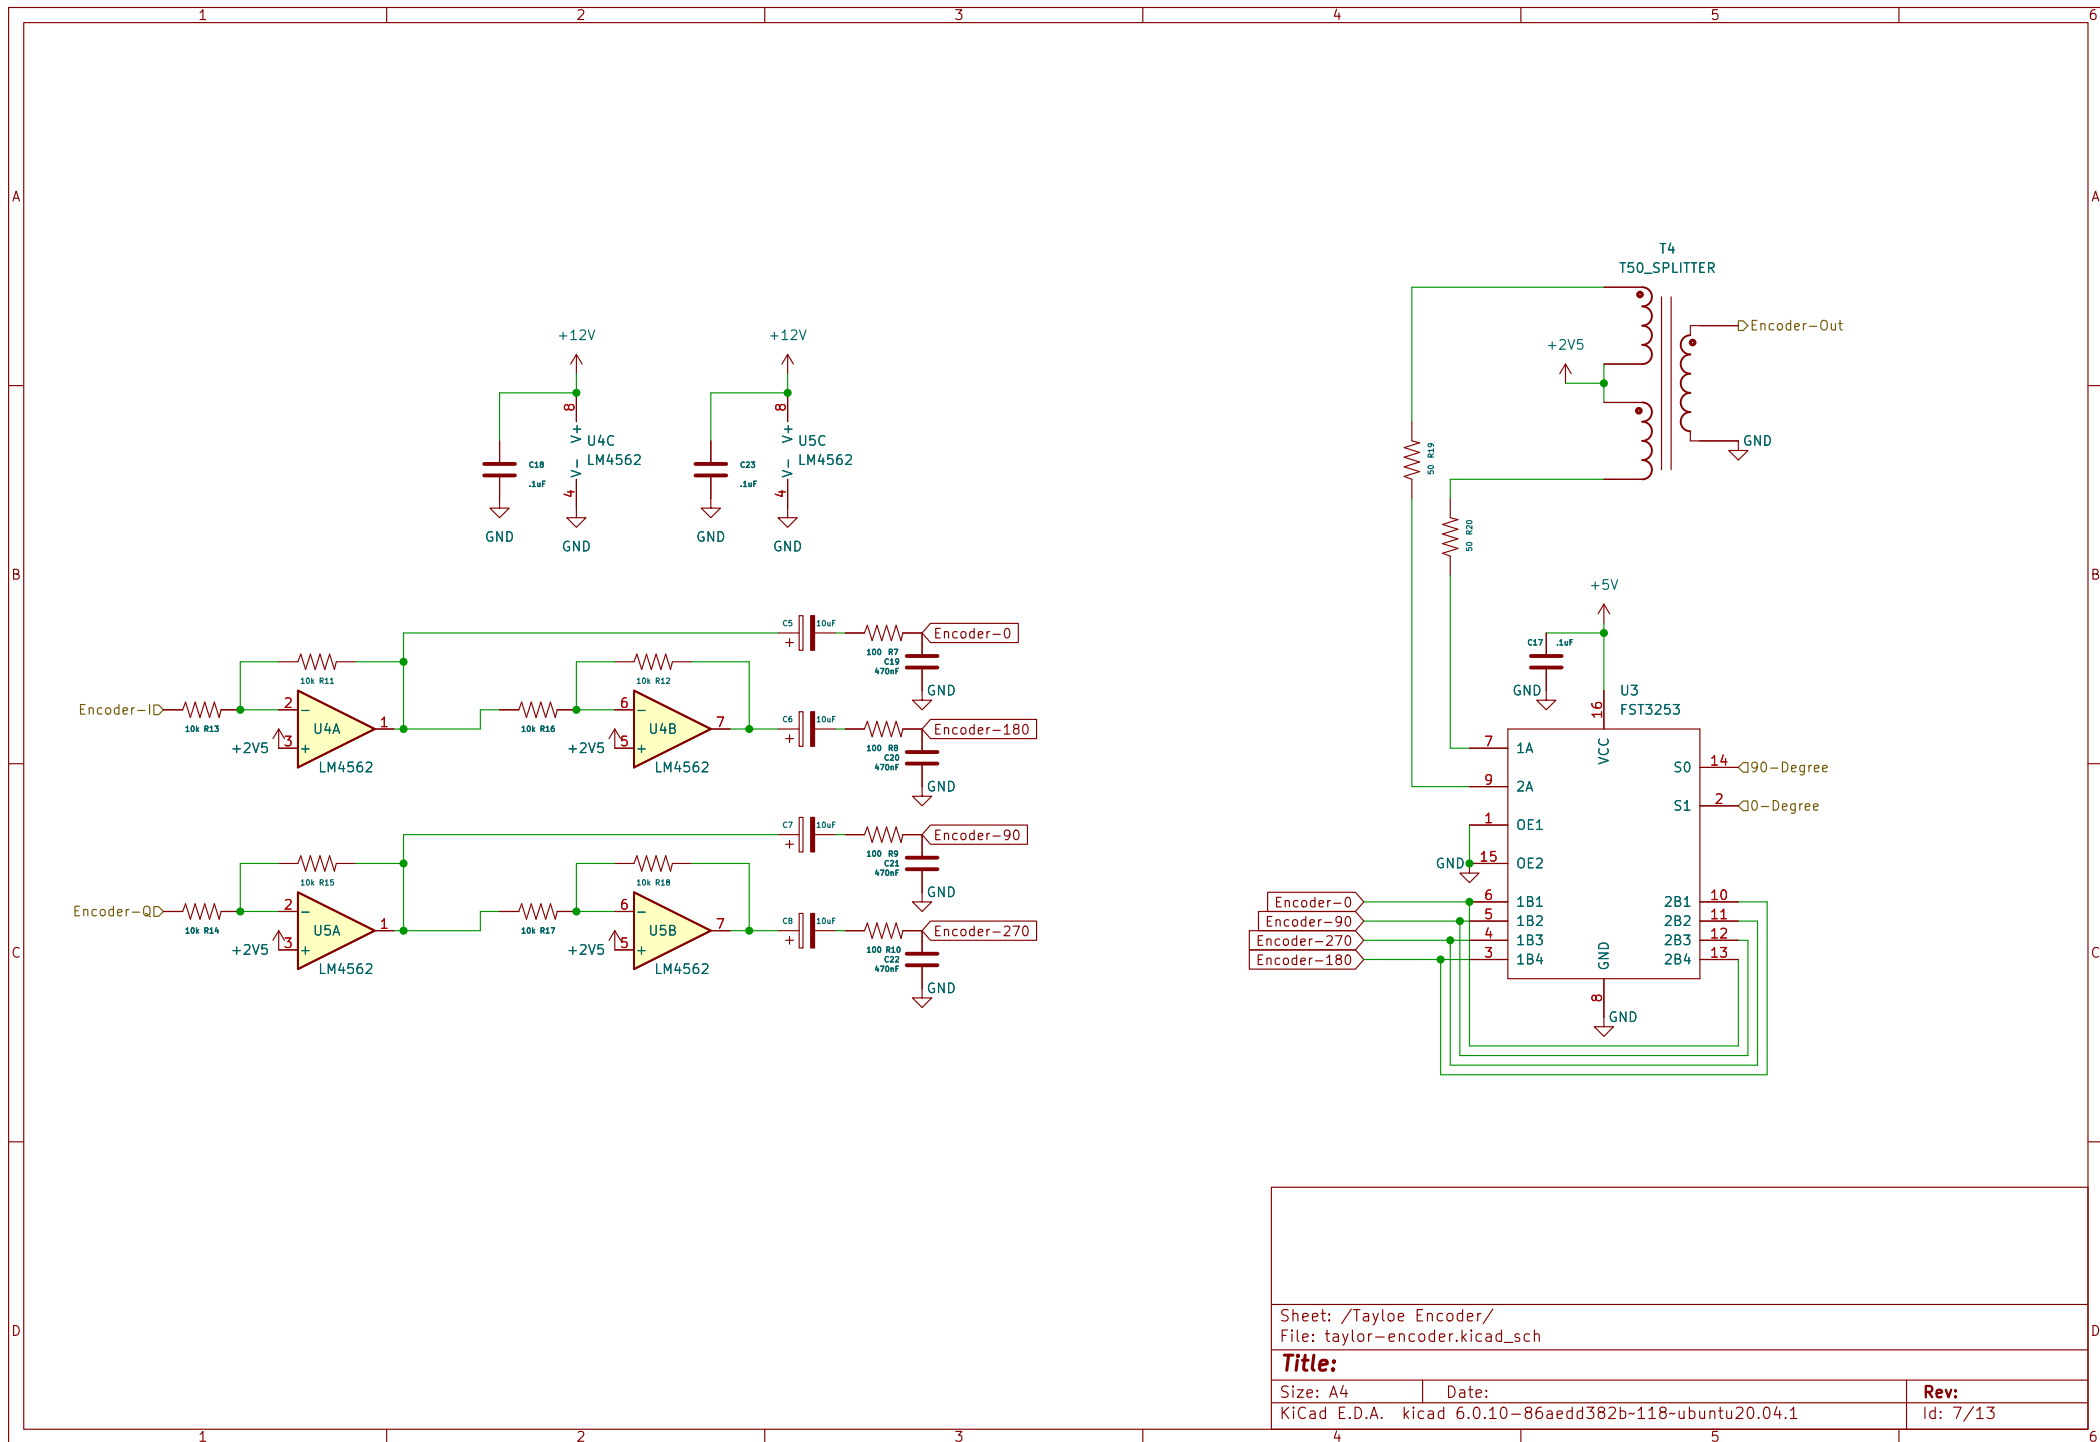 1 2 3 4 5 6
A A
T4
T50_SPLITTER
Encoder-Out
+12V +12V
+2V5
8 8
V+ V+
U4C U5C
LM4562 LM4562
V- V-
4 4
C18 C23
.1uF .1uF
GND GND GND GND
GND
50 R19
50 R20
B B
+5V
C17 .1uF
GND
U3
FST3253
16
VCC
C5 10uF
+
100 R7
C19
470nF
Encoder-0
GND
10k R11 10k R12
Encoder-I
10k R13
2 -
3 +
U4A
1
LM4562
+2V5
10k R16
6 -
5 +
U4B
7
LM4562
+2V5
C6 10uF
+
100 R8
C20
470nF
Encoder-180
GND
C7 10uF
+
100 R9
C21
470nF
Encoder-90
GND
10k R15 10k R18
Encoder-Q
10k R14
2 -
3 +
U5A
1
LM4562
+2V5
10k R17
6 -
5 +
U5B
7
LM4562
+2V5
C8 10uF
+
100 R10
C22
470nF
Encoder-270
GND
7 1A
9 2A
1 OE1
GND 15 OE2
S0 14 90-Degree
S1 2 0-Degree
Encoder-0 6 1B1 2B1 10
Encoder-90 5 1B2 2B2 11
Encoder-270 4 1B3 2B3 12
Encoder-180 3 1B4 2B4 13
GND
8
GND
C C
D D
Sheet: /Tayloe Encoder/
File: taylor-encoder.kicad_sch
Title:
Size: A4 Date: Rev:
KiCad E.D.A. kicad 6.0.10-86aedd382b~118~ubuntu20.04.1 Id: 7/13
1 2 3 4 5 6